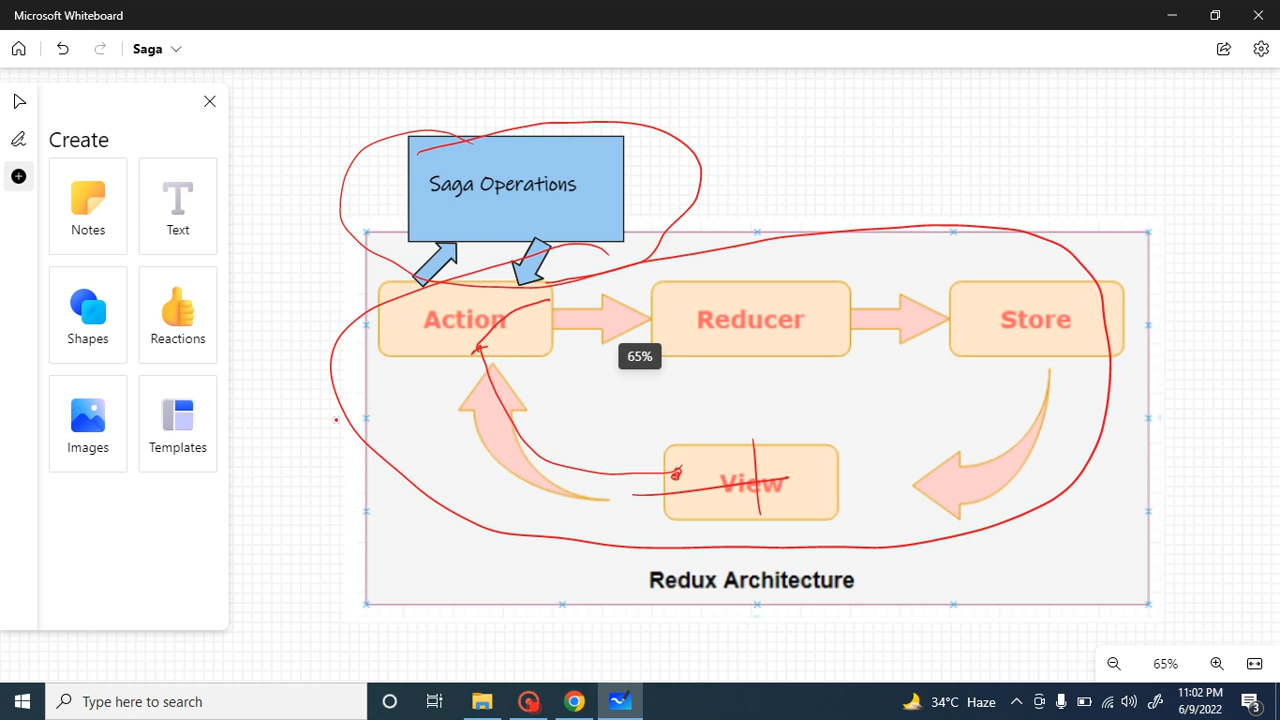 Microsoft Whiteboard
Saga
Create
Notes
Text
Shapes
Reactions
Images
Templates
Saga Operations
Action
Reducer
Store
65%
View
Redux Architecture
65%
Type here to search
34°C Haze
11:02 PM
6/9/2022
3